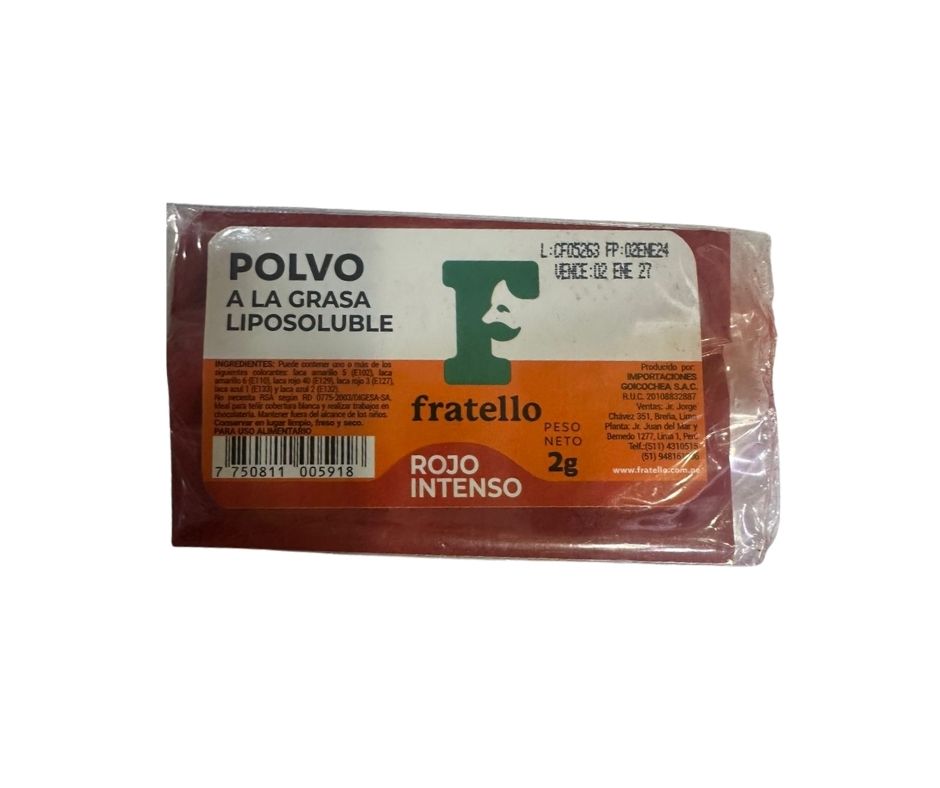 POLVO
A LA GRASA
LIPOSOLUBLE
L:CF05263 FP:02ENE24
VENCE:02 ENE 27
F
fratello
INGREDIENTES: Puede contener uno o más de los
siguientes colorantes: laca amarillo 5 (E102), laca
amarillo 6 (E110), laca rojo 40 (E129), laca rojo 3 (E127),
laca azul 1 (E133) y laca azul 2 (E132).
No necesita RSA según RD 0775-2003/DIGESA-SA.
Ideal para teñir cobertura blanca y realizar trabajos en
chocolatería. Mantener fuera del alcance de los niños.
Conservar en lugar limpio, freso y seco.
PARA USO ALIMENTARIO
7 750811 005918
ROJO
INTENSO
PESO
NETO
2g
Producido por:
IMPORTACIONES
GOICOCHEA S.A.C.
R.U.C. 20108832887
Ventas: Jr. Jorge
Chávez 351, Breña, Lima
Planta: Jr. Juan del Mar y
Bernedo 1277, Lima 1, Perú
Telf.:(511)
(51)
www.fratello.com.pe